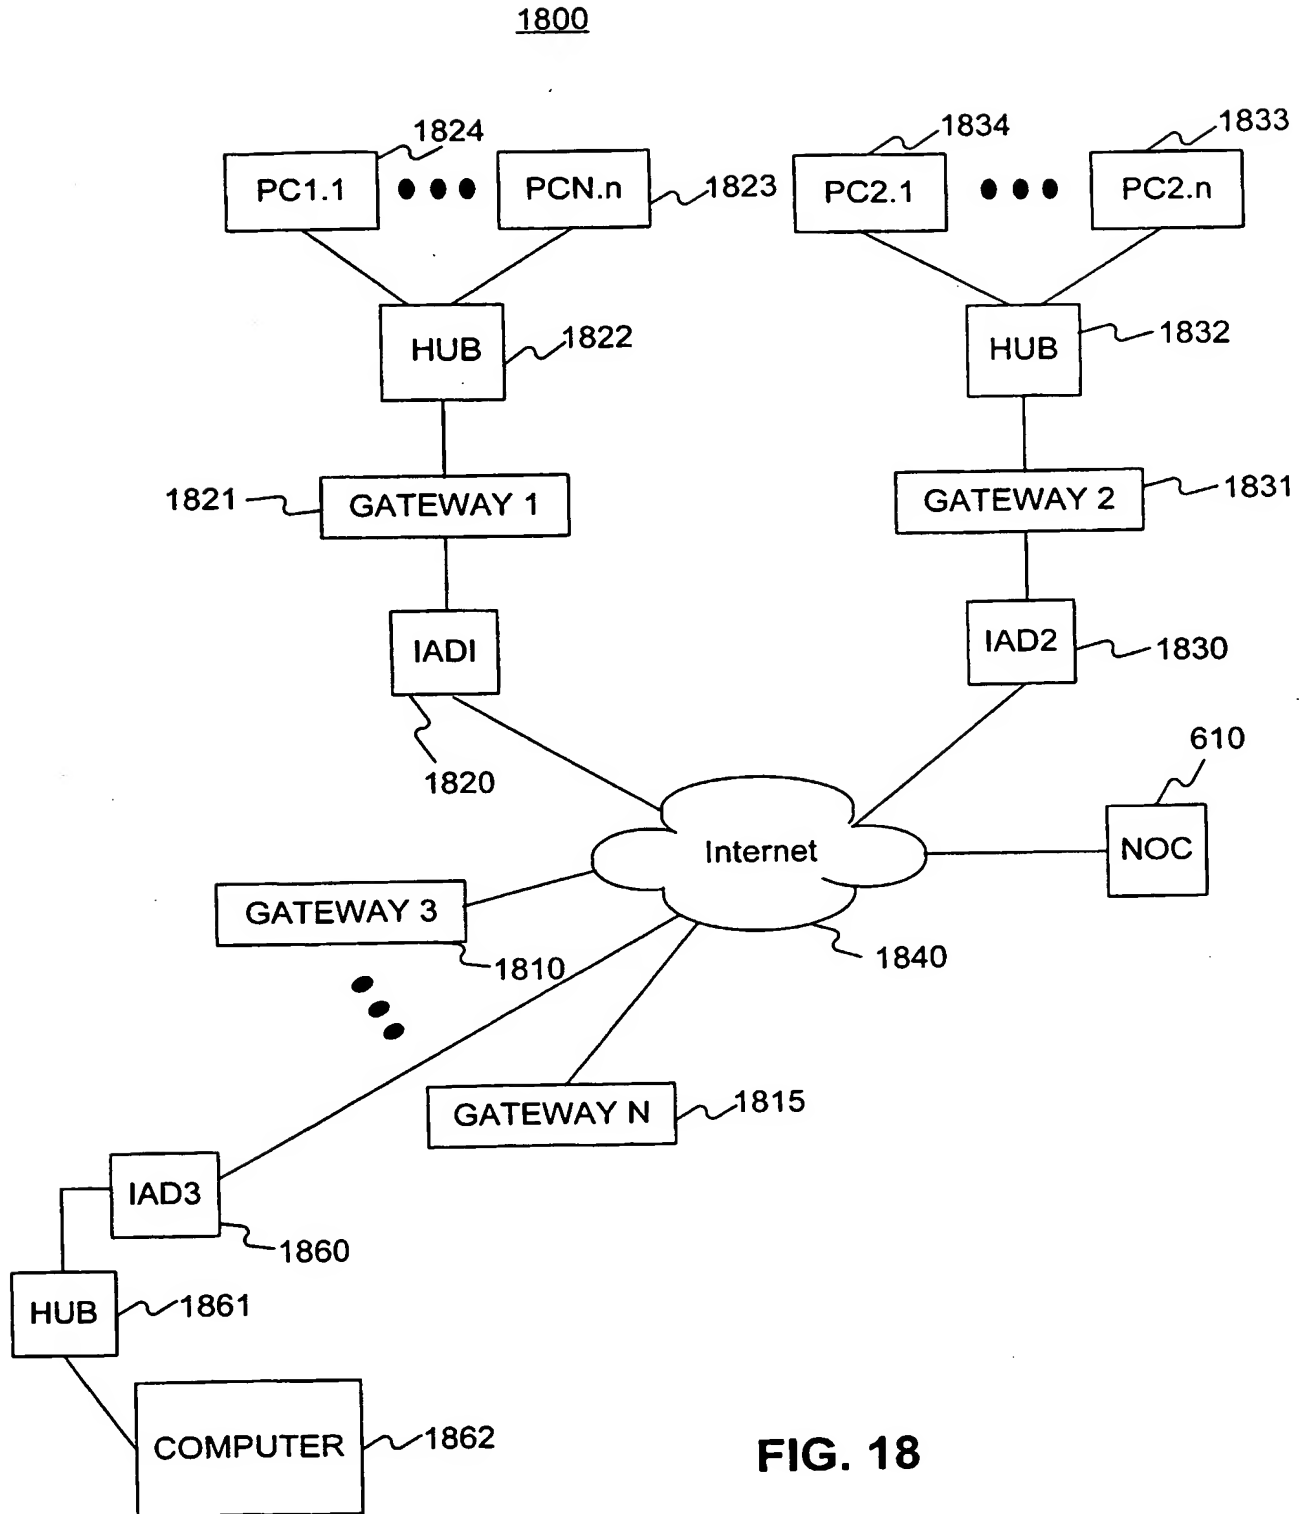 1800
1824
1834
1833
PC1.1
PCN.n
1823
PC2.1
PC2.n
HUB
1822
HUB
1832
1821
GATEWAY 1
GATEWAY 2
1831
IADI
IAD2
1830
1820
610
Internet
NOC
GATEWAY 3
1810
1840
GATEWAY N
1815
IAD3
1860
HUB
1861
COMPUTER
1862
FIG. 18